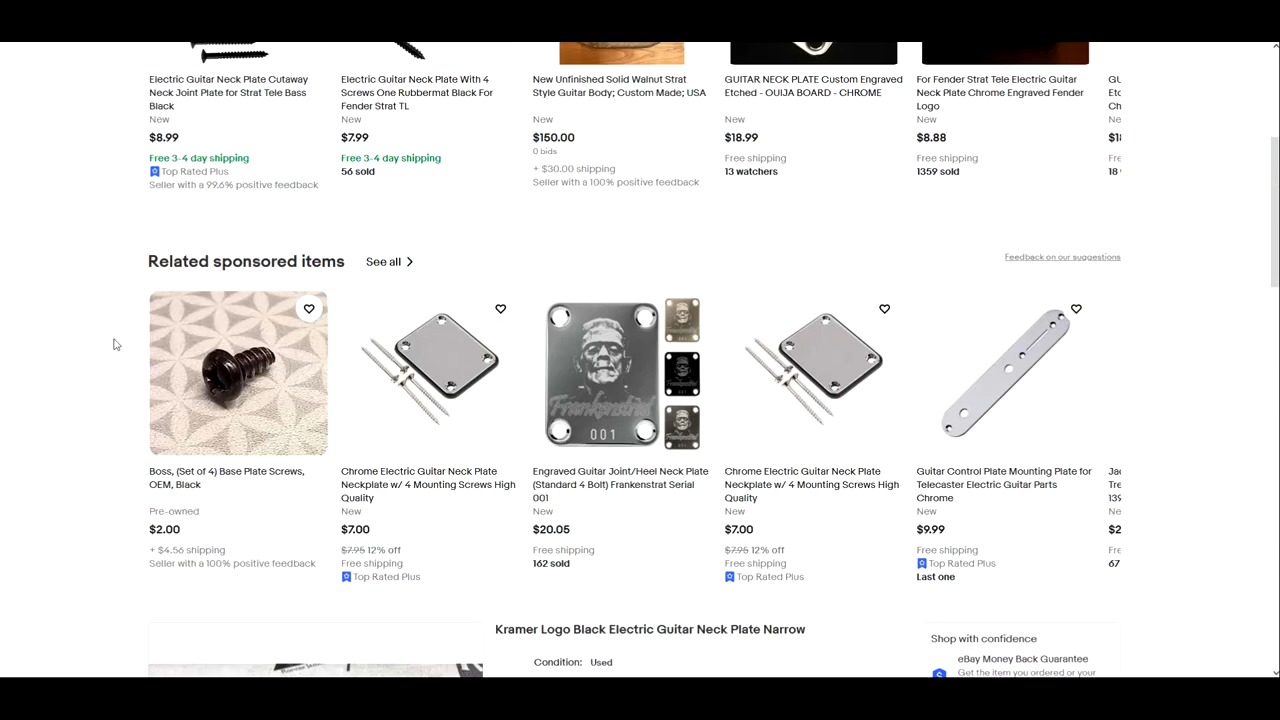 Electric Guitar Neck Plate Cutaway
Neck Joint Plate for Strat Tele Bass
Black
New
$8.99
Free 3-4 day shipping
Top Rated Plus
Seller with a 99.6% positive feedback
Electric Guitar Neck Plate With 4
Screws One Rubbermat Black For
Fender Strat TL
New
$7.99
Free 3-4 day shipping
56 sold
New Unfinished Solid Walnut Strat
Style Guitar Body; Custom Made; USA
New
$150.00
0 bids
+ $30.00 shipping
Seller with a 100% positive feedback
GUITAR NECK PLATE Custom Engraved
Etched - OUIJA BOARD - CHROME
New
$18.99
Free shipping
13 watchers
For Fender Strat Tele Electric Guitar
Neck Plate Chrome Engraved Fender
Logo
New
$8.88
Free shipping
1359 sold
Related sponsored items
See all
Feedback on our suggestions
Boss, (Set of 4) Base Plate Screws,
OEM, Black
Pre-owned
$2.00
+ $4.56 shipping
Seller with a 100% positive feedback
Chrome Electric Guitar Neck Plate
Neckplate w/ 4 Mounting Screws High
Quality
New
$7.00
$7.95 12% off
Free shipping
Top Rated Plus
Frankenstrat
001
Engraved Guitar Joint/Heel Neck Plate
(Standard 4 Bolt) Frankenstrat Serial
001
New
$20.05
Free shipping
162 sold
Chrome Electric Guitar Neck Plate
Neckplate w/ 4 Mounting Screws High
Quality
New
$7.00
$7.95 12% off
Free shipping
Top Rated Plus
Guitar Control Plate Mounting Plate for
Telecaster Electric Guitar Parts
Chrome
New
$9.99
Free shipping
Top Rated Plus
Last one
Kramer Logo Black Electric Guitar Neck Plate Narrow
Condition: Used
Shop with confidence
eBay Money Back Guarantee
Get the item you ordered or your